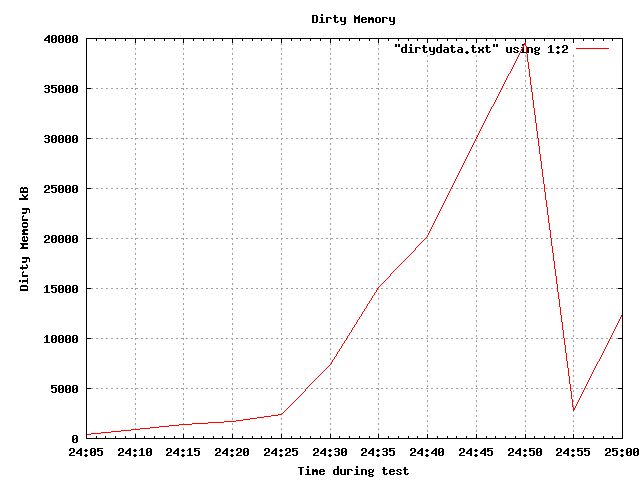 Dirty Memory
"dirtydata.txt" using 1:2
40000
35000
30000
25000
20000
15000
10000
5000
0
Dirty Memory kB
24:05 24:10 24:15 24:20 24:25 24:30 24:35 24:40 24:45 24:50 24:55 25:00
Time during test